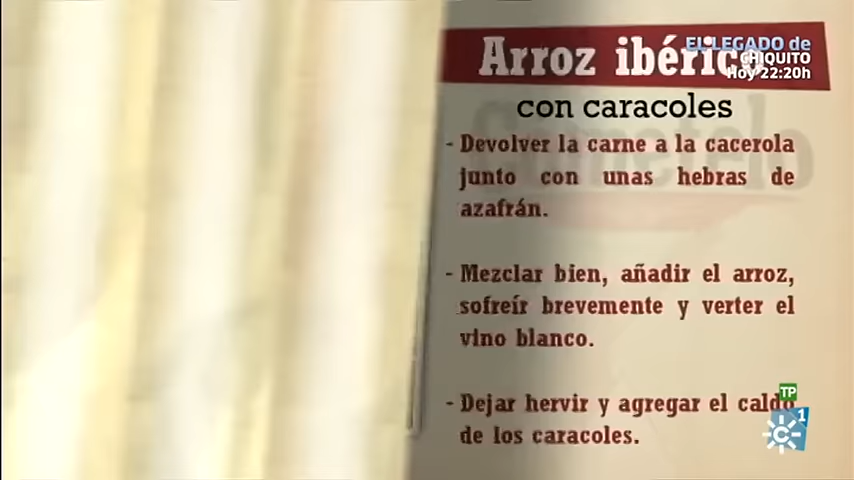 Arroz ibérico
EL LEGADO de
CHIQUITO
Hoy 22:20h
con caracoles
- Devolver la carne a la cacerola
junto con unas hebras de
azafrán.
- Mezclar bien, añadir el arroz,
sofreír brevemente y verter el
vino blanco.
- Dejar hervir y agregar el caldo
de los caracoles.
TP
1